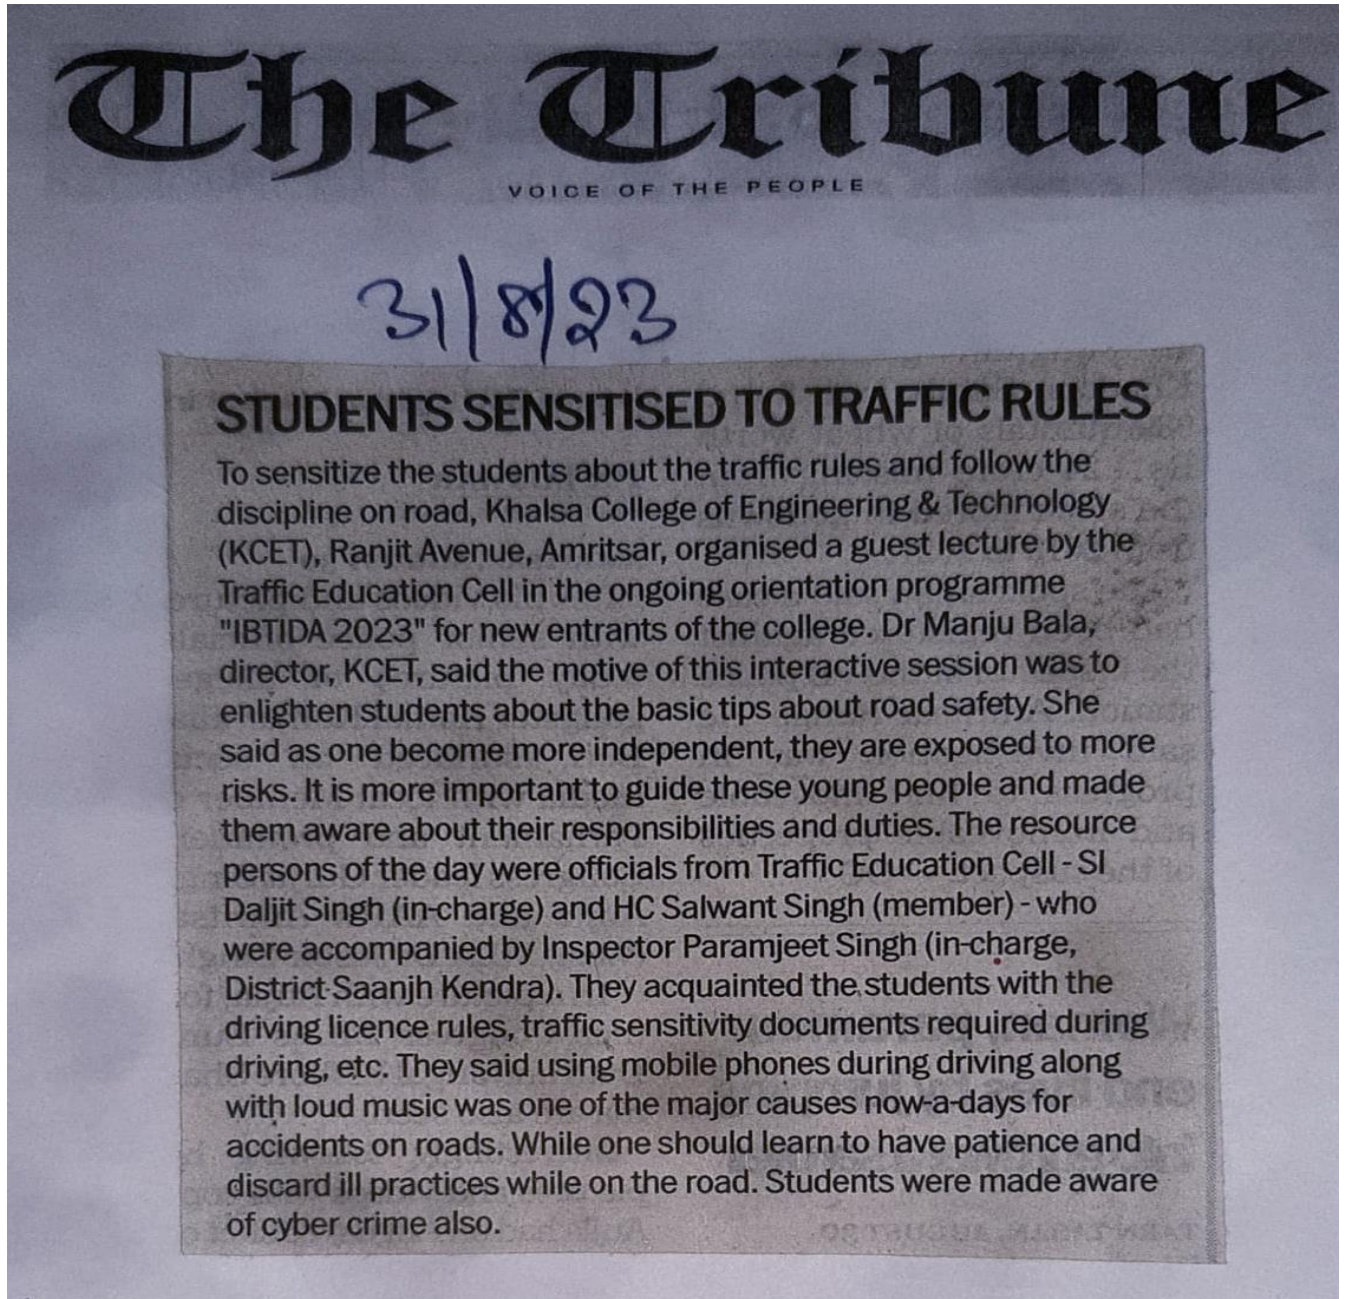 The Tribune
VOICE OF THE PEOPLE
31/8/23
STUDENTS SENSITISED TO TRAFFIC RULES
To sensitize the students about the traffic rules and follow the
discipline on road, Khalsa College of Engineering & Technology
(KCET), Ranjit Avenue, Amritsar, organised a guest lecture by the
Traffic Education Cell in the ongoing orientation programme
"IBTIDA 2023" for new entrants of the college. Dr Manju Bala,
director, KCET, said the motive of this interactive session was to
enlighten students about the basic tips about road safety. She
said as one become more independent, they are exposed to more
risks. It is more important to guide these young people and made
them aware about their responsibilities and duties. The resource
persons of the day were officials from Traffic Education Cell - SI
Daljit Singh (in-charge) and HC Salwant Singh (member) - who
were accompanied by Inspector Paramjeet Singh (in-charge,
District Saanjh Kendra). They acquainted the students with the
driving licence rules, traffic sensitivity documents required during
driving, etc. They said using mobile phones during driving along
with loud music was one of the major causes now-a-days for
accidents on roads. While one should learn to have patience and
discard ill practices while on the road. Students were made aware
of cyber crime also.